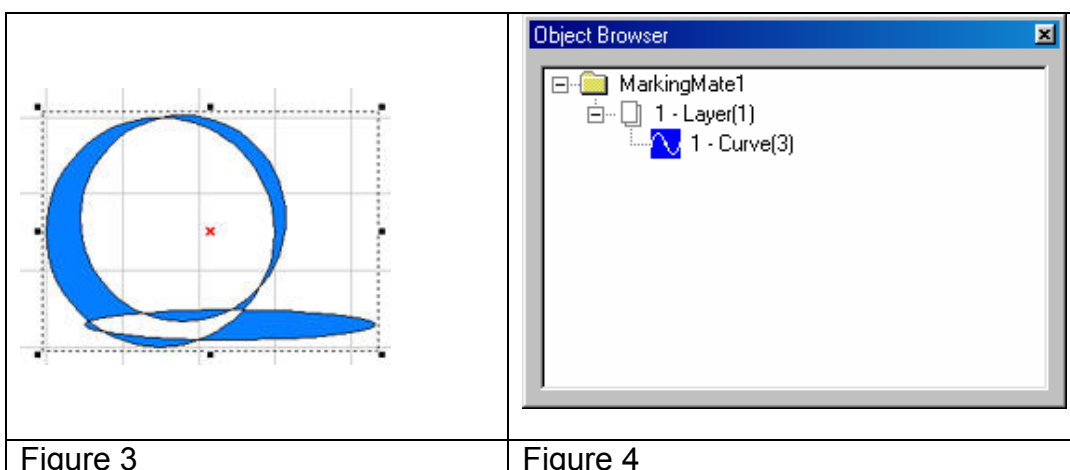 Object Browser
MarkingMate1
1 - Layer(1)
1 - Curve(3)
Figure 3
Figure 4